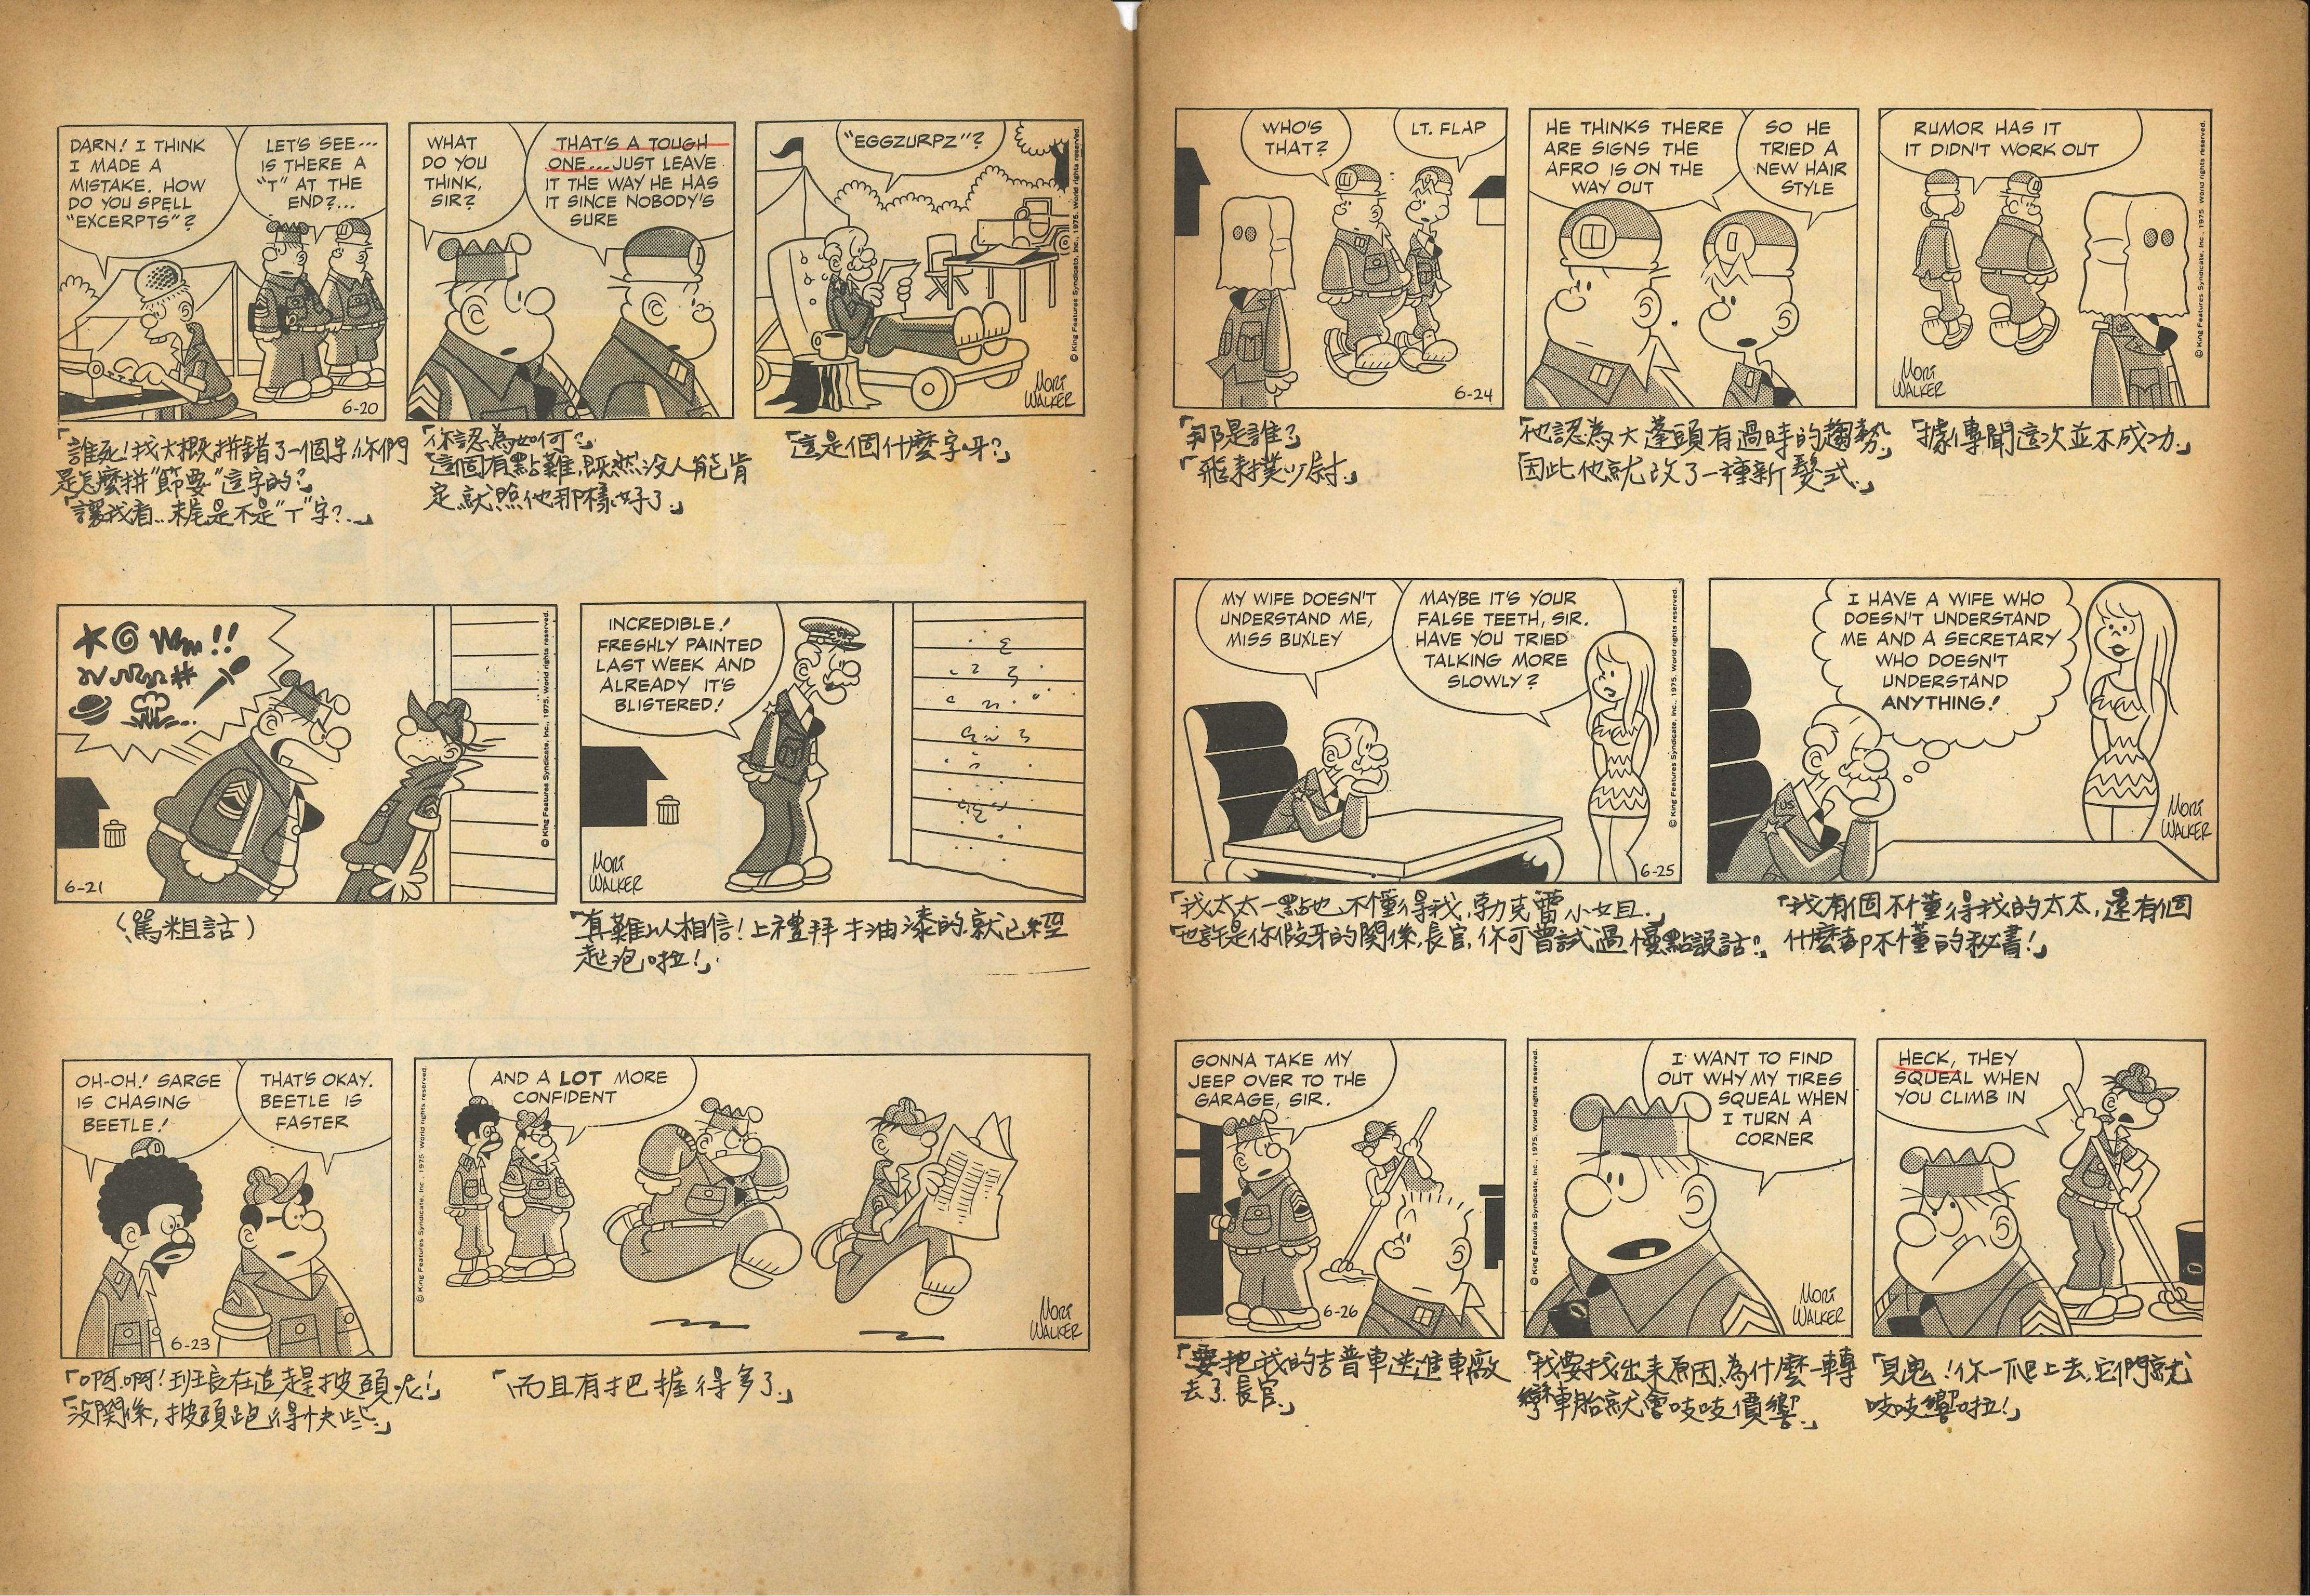 DARN! I THINK
I MADE A
MISTAKE. HOW
DO YOU SPELL
"EXCERPTS"?
LET'S SEE---
IS THERE A
"T" AT THE
END?...
6-20
WHAT
DO YOU
THINK,
SIR?
THAT'S A TOUGH
ONE...JUST LEAVE
IT THE WAY HE HAS
IT SINCE NOBODY'S
SURE
"EGGZURPZ"?
© King Features Syndicate, Inc., 1975. World rights reserved.
MORT
WALKER
「該死!我大概拼錯了一個字.你們
是怎麼拼"節要"這字的?
「讓我看...末尾是不是"T"字?...」
「你認為如何?」
「這個有點難,既然沒人能肯
定,就照他那樣好了.」
「這是個什麼字呀?」
6-21
© King Features Syndicate, Inc., 1975. World rights reserved.
INCREDIBLE!
FRESHLY PAINTED
LAST WEEK AND
ALREADY IT'S
BLISTERED!
MORT
WALKER
(罵粗話)
「真難以相信!上禮拜才油漆的,就已經
起泡啦!」
OH-OH! SARGE
IS CHASING
BEETLE!
THAT'S OKAY.
BEETLE IS
FASTER
6-23
© King Features Syndicate, Inc., 1975. World rights reserved.
AND A LOT MORE
CONFIDENT
MORT
WALKER
「啊,啊!班長在追趕披頭呢!」
「沒關係,披頭跑得快些.」
「而且有把握得多了.」
WHO'S
THAT?
LT. FLAP
6-24
HE THINKS THERE
ARE SIGNS THE
AFRO IS ON THE
WAY OUT
SO HE
TRIED A
NEW HAIR
STYLE
RUMOR HAS IT
IT DIDN'T WORK OUT
© King Features Syndicate, Inc., 1975. World rights reserved.
MORT
WALKER
「那是誰?」
「飛來撲少尉.」
「他認為大蓬頭有過時的趨勢.」
「因此他就改了一種新髮式.」
「據傳聞這次並不成功.」
MY WIFE DOESN'T
UNDERSTAND ME,
MISS BUXLEY
MAYBE IT'S YOUR
FALSE TEETH, SIR.
HAVE YOU TRIED
TALKING MORE
SLOWLY?
© King Features Syndicate, Inc., 1975. World rights reserved.
6-25
I HAVE A WIFE WHO
DOESN'T UNDERSTAND
ME AND A SECRETARY
WHO DOESN'T
UNDERSTAND
ANYTHING!
MORT
WALKER
「我太太一點也不懂得我,勃克雷小姐.」
「也許是你假牙的關係,長官,你可曾試過慢點說話?」
「我有個不懂得我的太太,還有個
什麼都不懂的秘書!」
GONNA TAKE MY
JEEP OVER TO THE
GARAGE, SIR.
6-26
© King Features Syndicate, Inc., 1975. World rights reserved.
I WANT TO FIND
OUT WHY MY TIRES
SQUEAL WHEN
I TURN A
CORNER
MORT
WALKER
HECK, THEY
SQUEAL WHEN
YOU CLIMB IN
「要把我的吉普車送進車廠
去了.長官.」
「我要找出來原因,為什麼一轉
彎車胎就會吱吱價響.」
「見鬼!你一爬上去,它們就
吱吱響啦!」